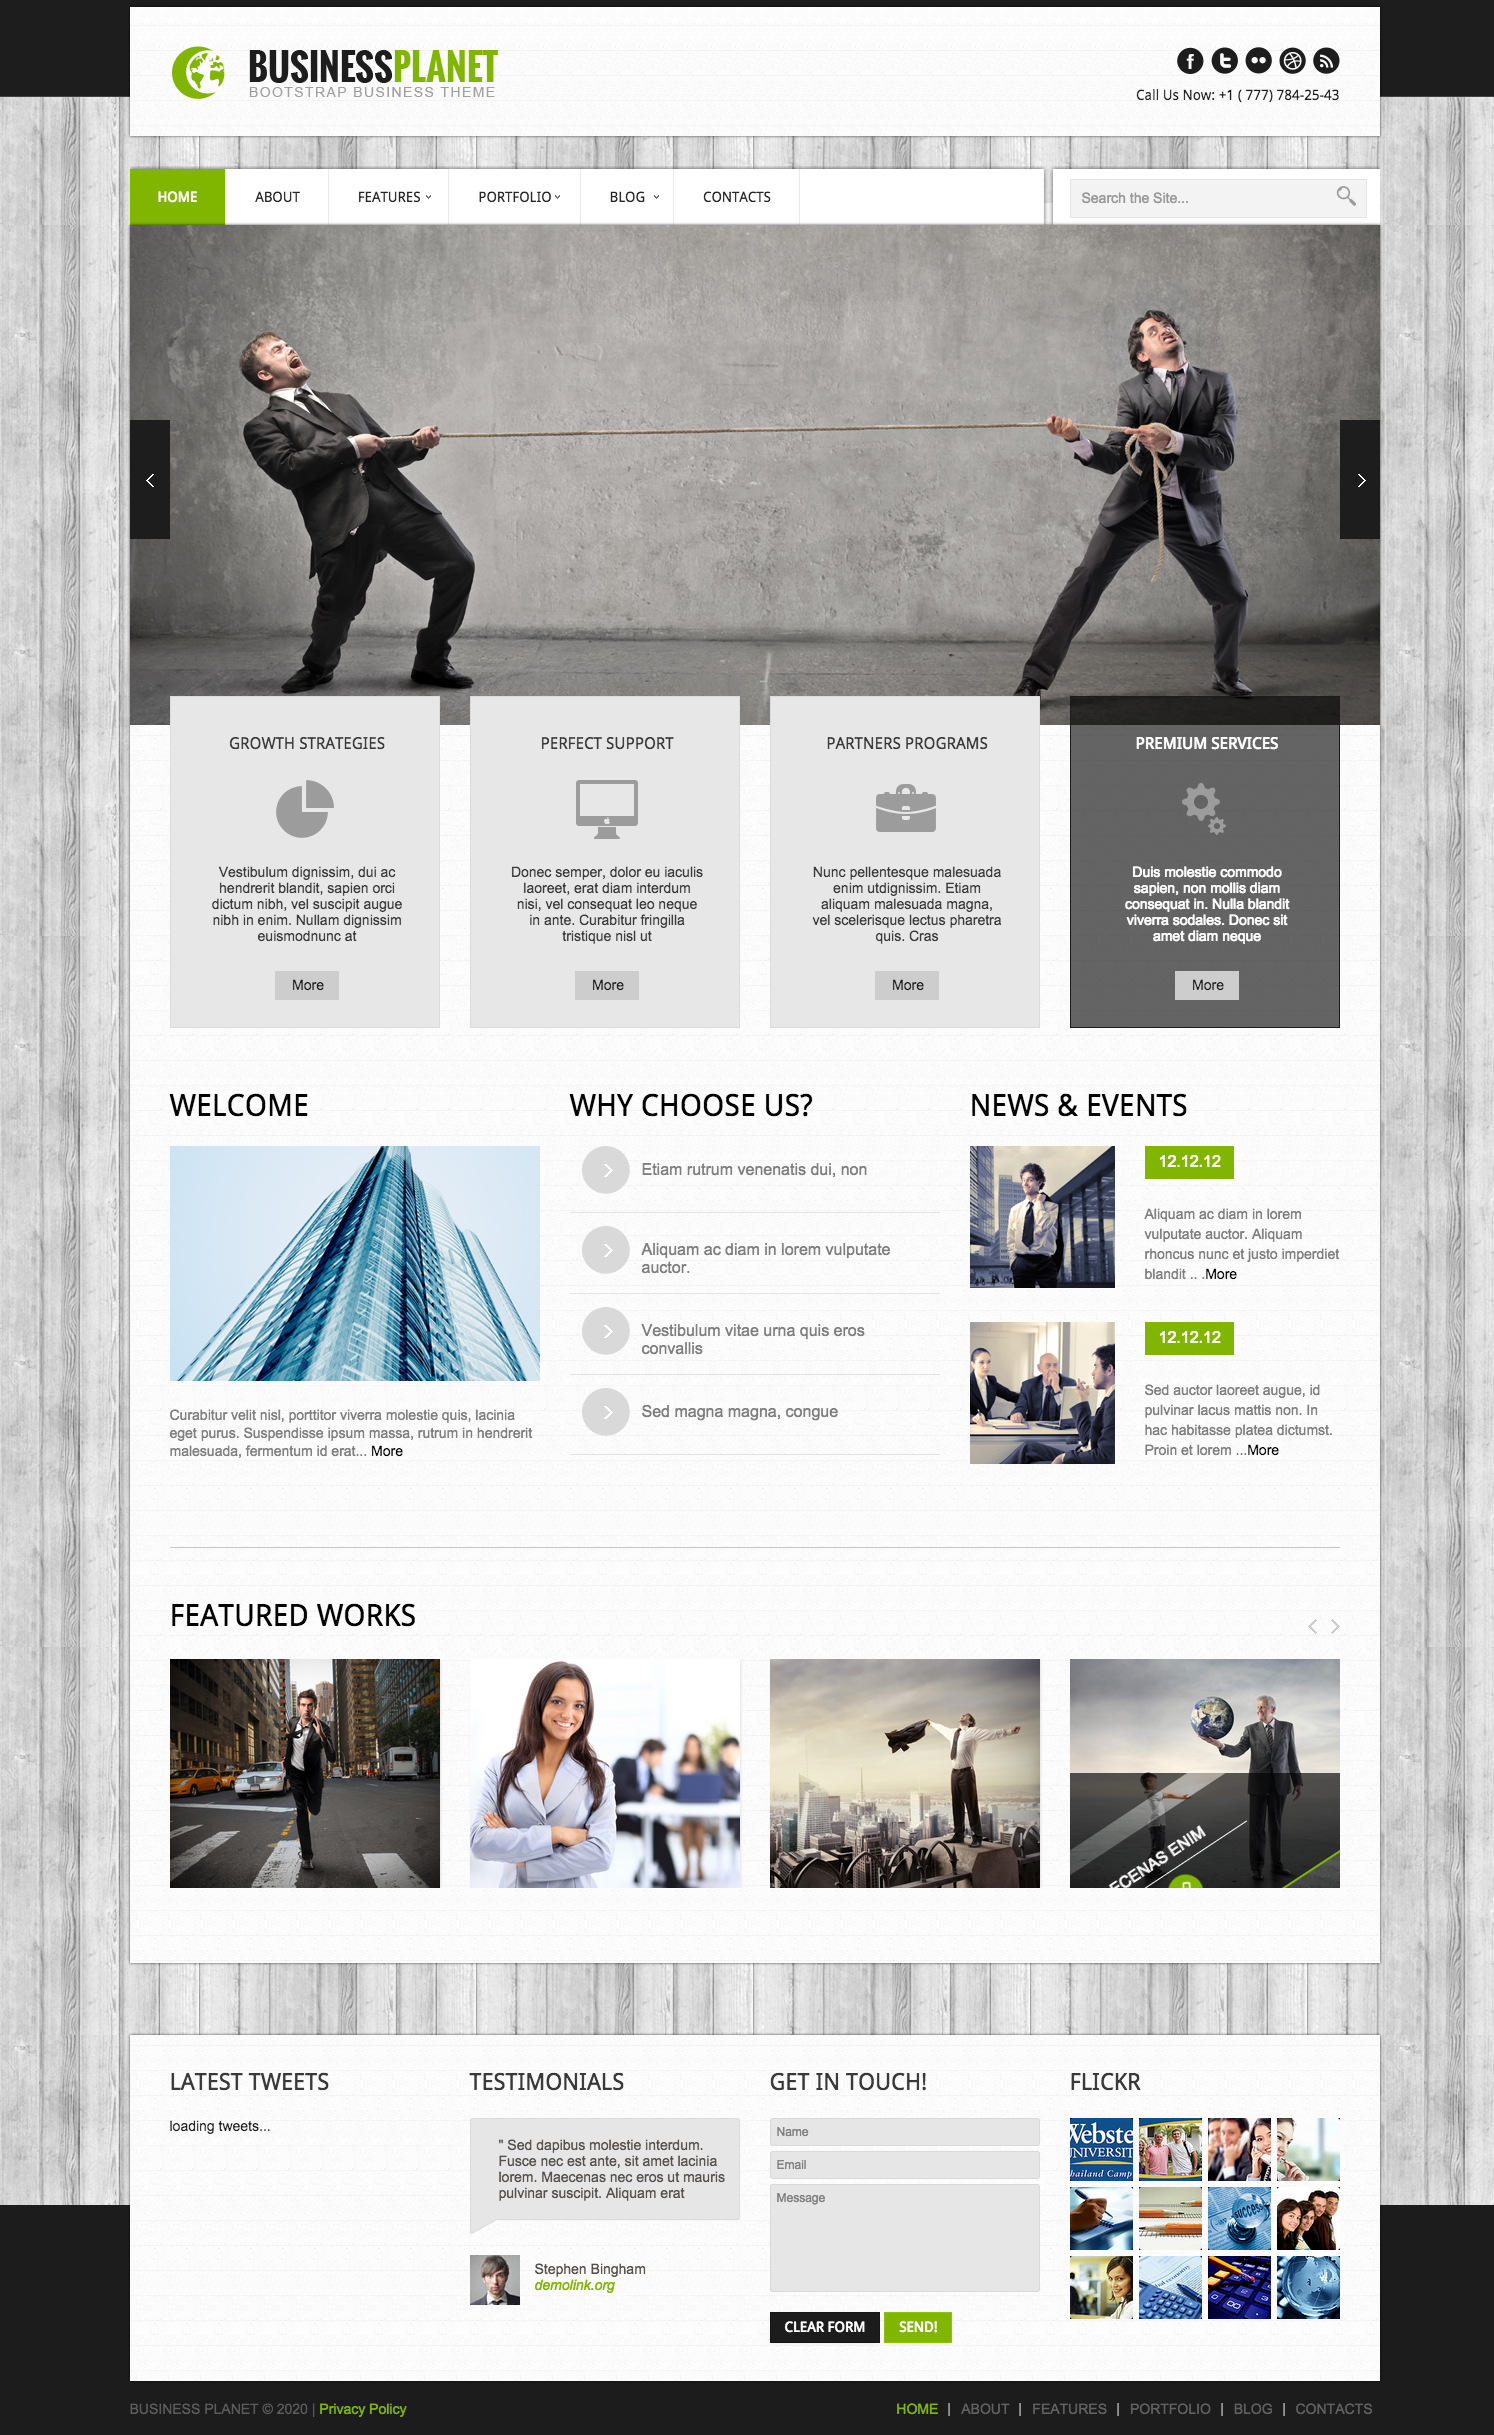 BUSINESSPLANET
BOOTSTRAP BUSINESS THEME
Call Us Now: +1 ( 777) 784-25-43
HOME
ABOUT
FEATURES
PORTFOLIO
BLOG
CONTACTS
Search the Site...
GROWTH STRATEGIES
Vestibulum dignissim, dui ac
hendrerit blandit, sapien orci
dictum nibh, vel suscipit augue
nibh in enim. Nullam dignissim
euismodnunc at
More
PERFECT SUPPORT
Donec semper, dolor eu iaculis
laoreet, erat diam interdum
nisi, vel consequat leo neque
in ante. Curabitur fringilla
tristique nisl ut
More
PARTNERS PROGRAMS
Nunc pellentesque malesuada
enim utdignissim. Etiam
aliquam malesuada magna,
vel scelerisque lectus pharetra
quis. Cras
More
PREMIUM SERVICES
Duis molestie commodo
sapien, non mollis diam
consequat in. Nulla blandit
viverra sodales. Donec sit
amet diam neque
More
WELCOME
Curabitur velit nisl, porttitor viverra molestie quis, lacinia
eget purus. Suspendisse ipsum massa, rutrum in hendrerit
malesuada, fermentum id erat... More
WHY CHOOSE US?
Etiam rutrum venenatis dui, non
Aliquam ac diam in lorem vulputate
auctor.
Vestibulum vitae urna quis eros
convallis
Sed magna magna, congue
NEWS & EVENTS
12.12.12
Aliquam ac diam in lorem
vulputate auctor. Aliquam
rhoncus nunc et justo imperdiet
blandit .. .More
12.12.12
Sed auctor laoreet augue, id
pulvinar lacus mattis non. In
hac habitasse platea dictumst.
Proin et lorem ...More
FEATURED WORKS
ECENAS ENIM
LATEST TWEETS
loading tweets...
TESTIMONIALS
" Sed dapibus molestie interdum.
Fusce nec est ante, sit amet lacinia
lorem. Maecenas nec eros ut mauris
pulvinar suscipit. Aliquam erat
Stephen Bingham
demolink.org
GET IN TOUCH!
Name
Email
Message
CLEAR FORM
SEND!
FLICKR
Webste
UNIVERSIT
hailand Camp
SUCCESS
BUSINESS PLANET © 2020 | Privacy Policy
HOME | ABOUT | FEATURES | PORTFOLIO | BLOG | CONTACTS